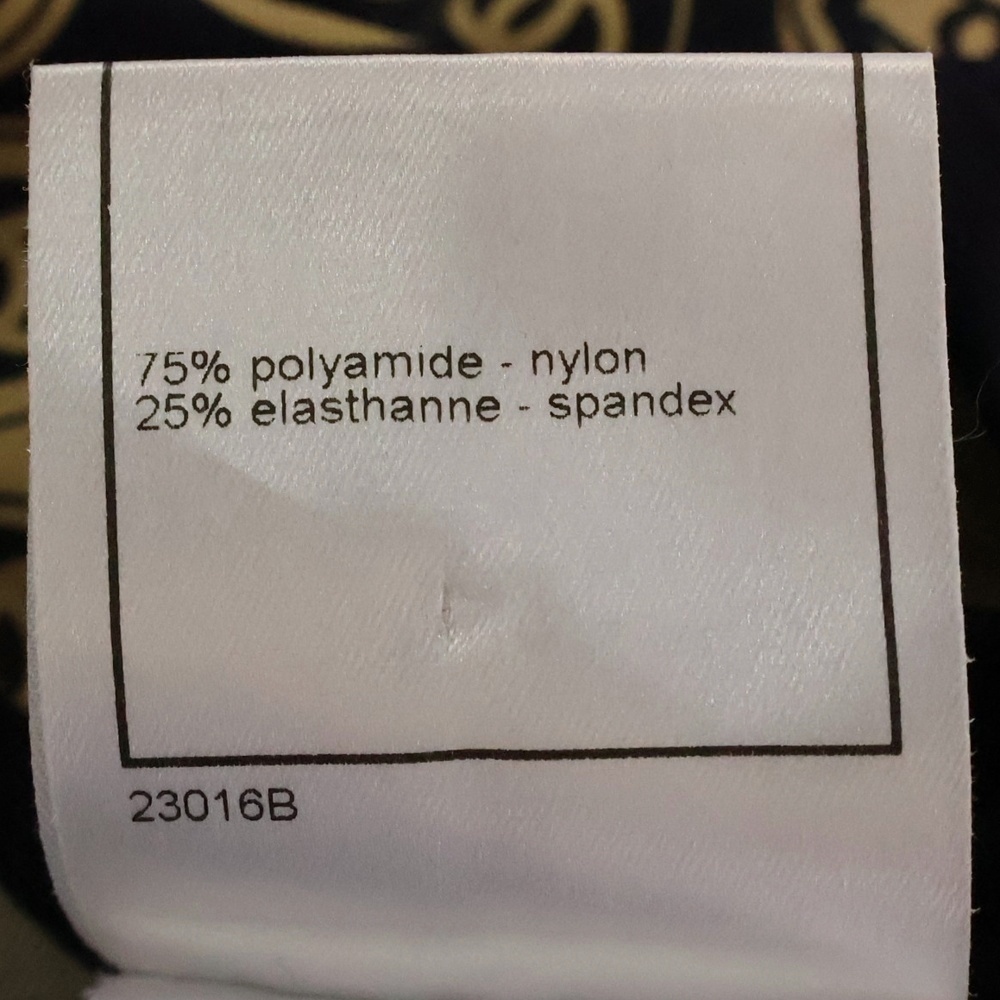 75% polyamide - nylon
25% elasthanne - spandex
23016B